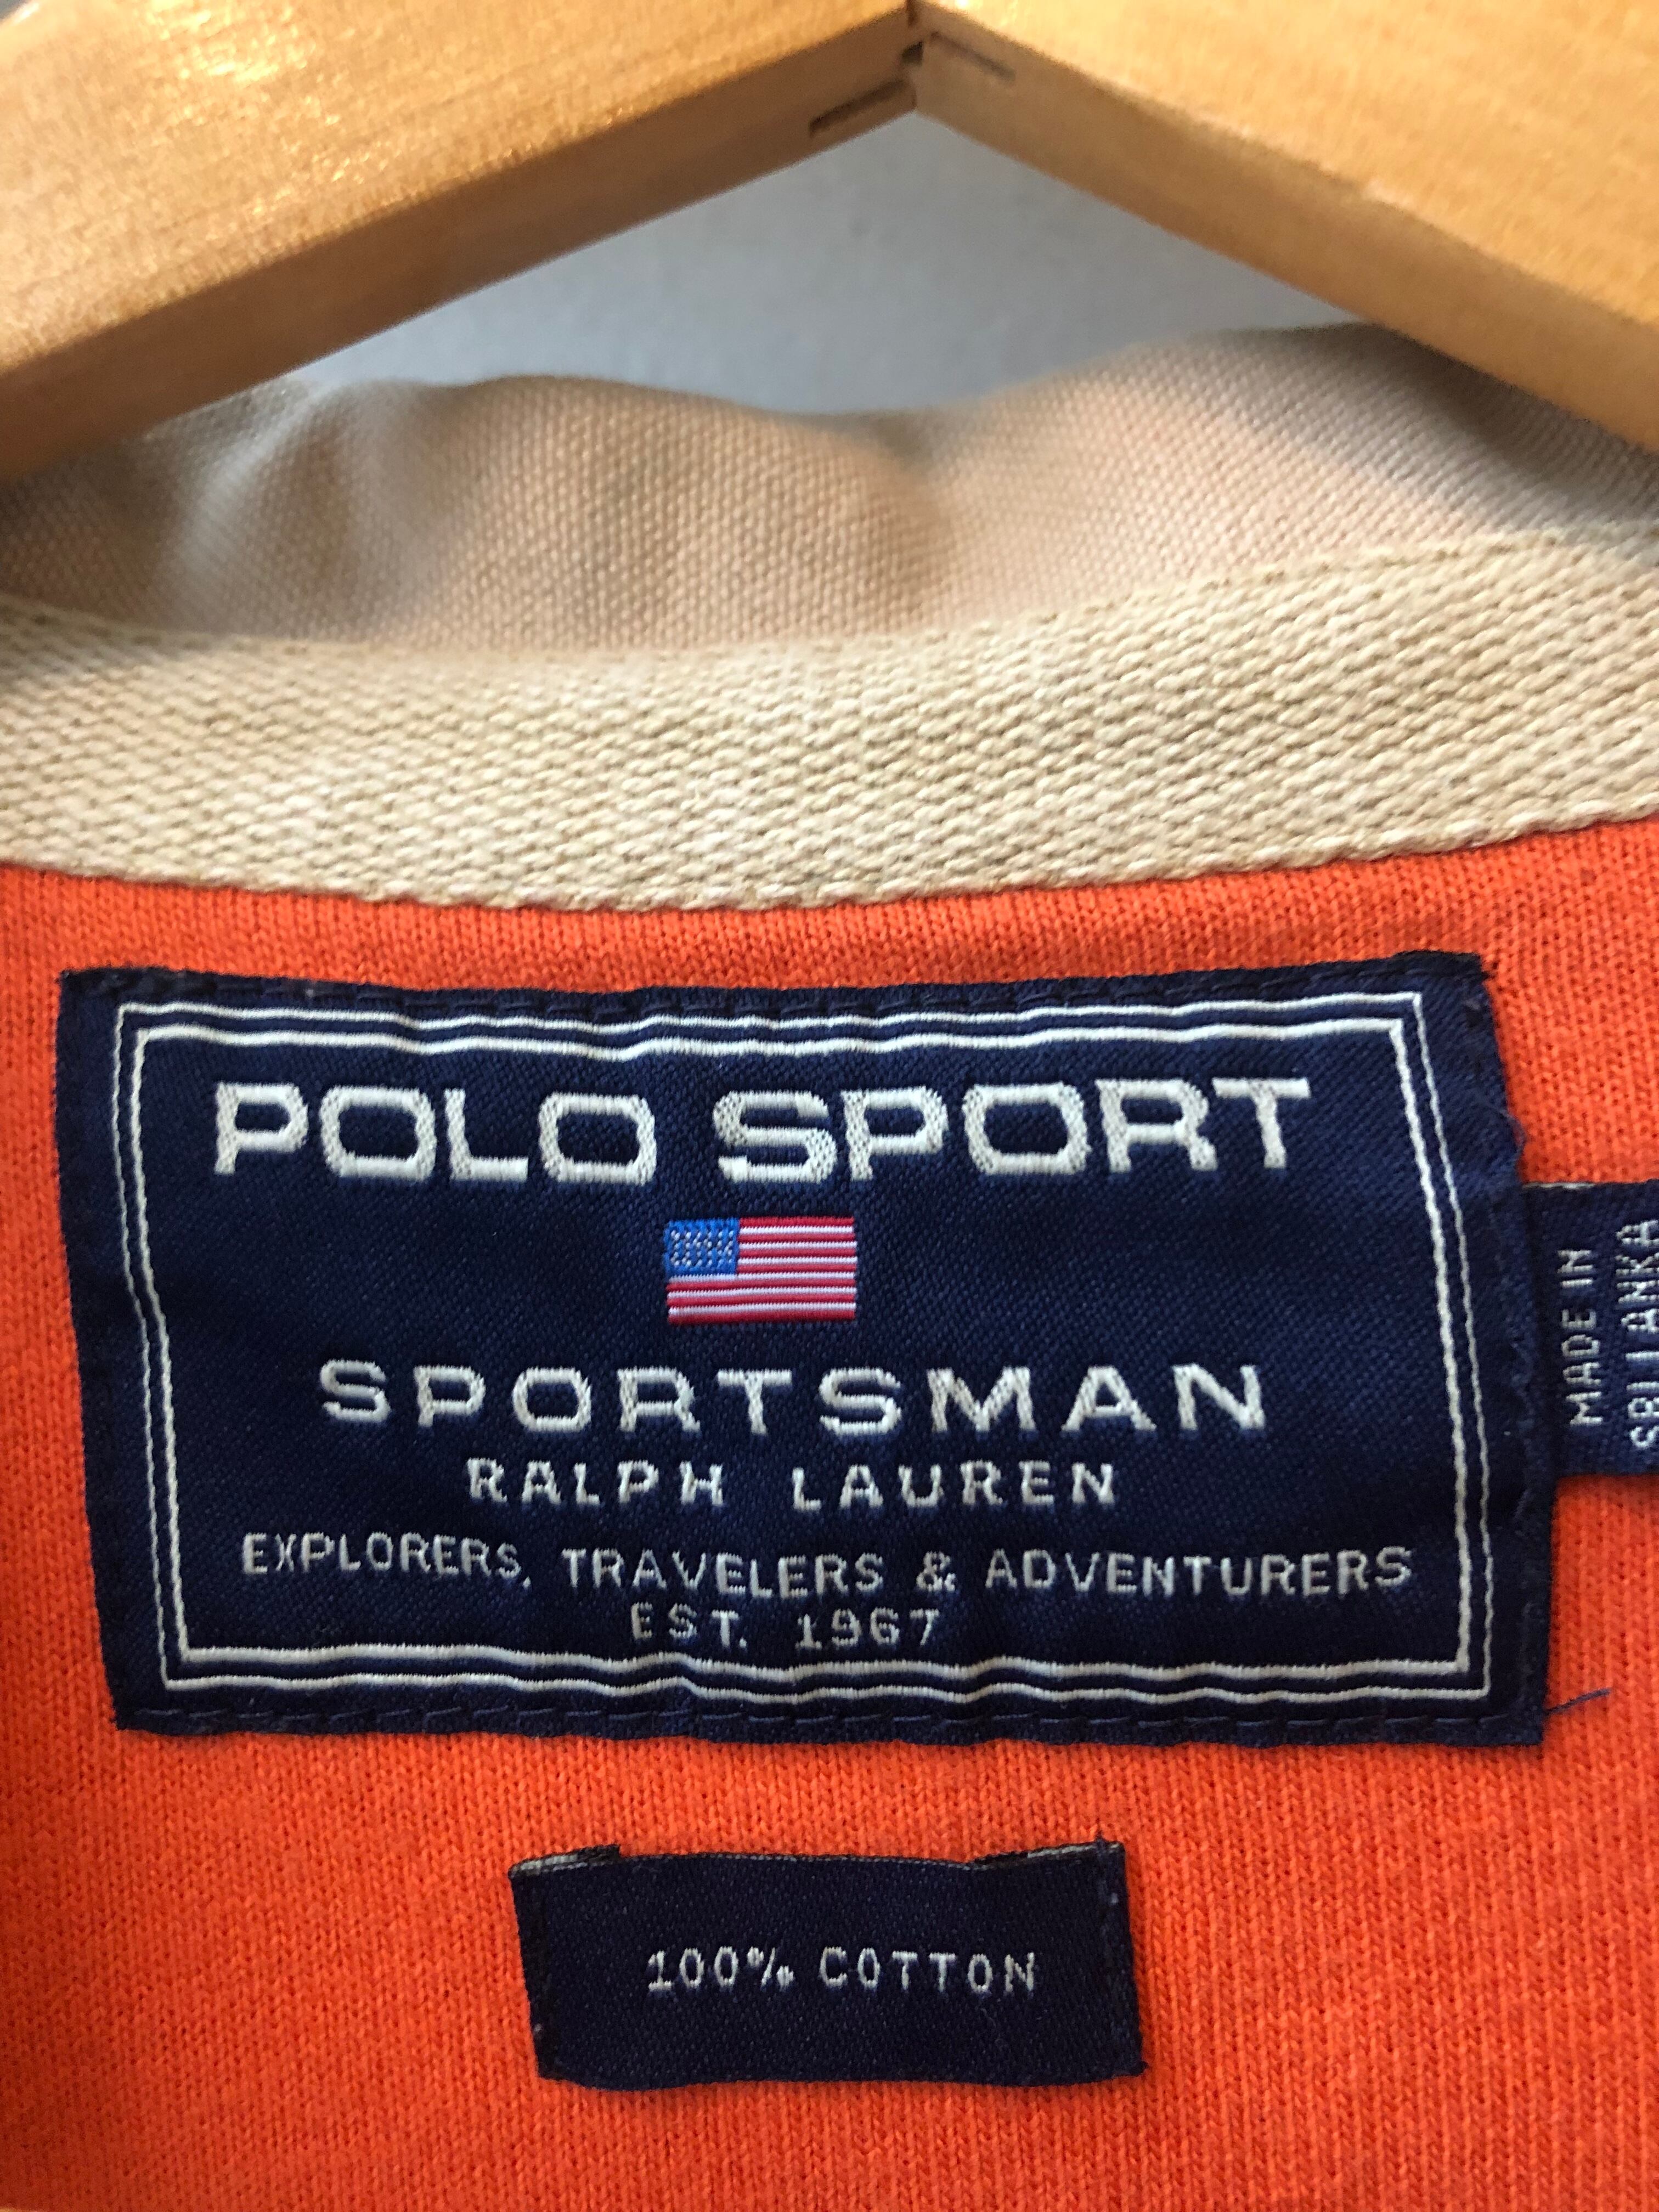 POLO SPORT
SPORTSMAN
RALPH LAUREN
EXPLORERS, TRAVELERS & ADVENTURERS
EST. 1967
MADE IN
SRI LANKA
100% COTTON